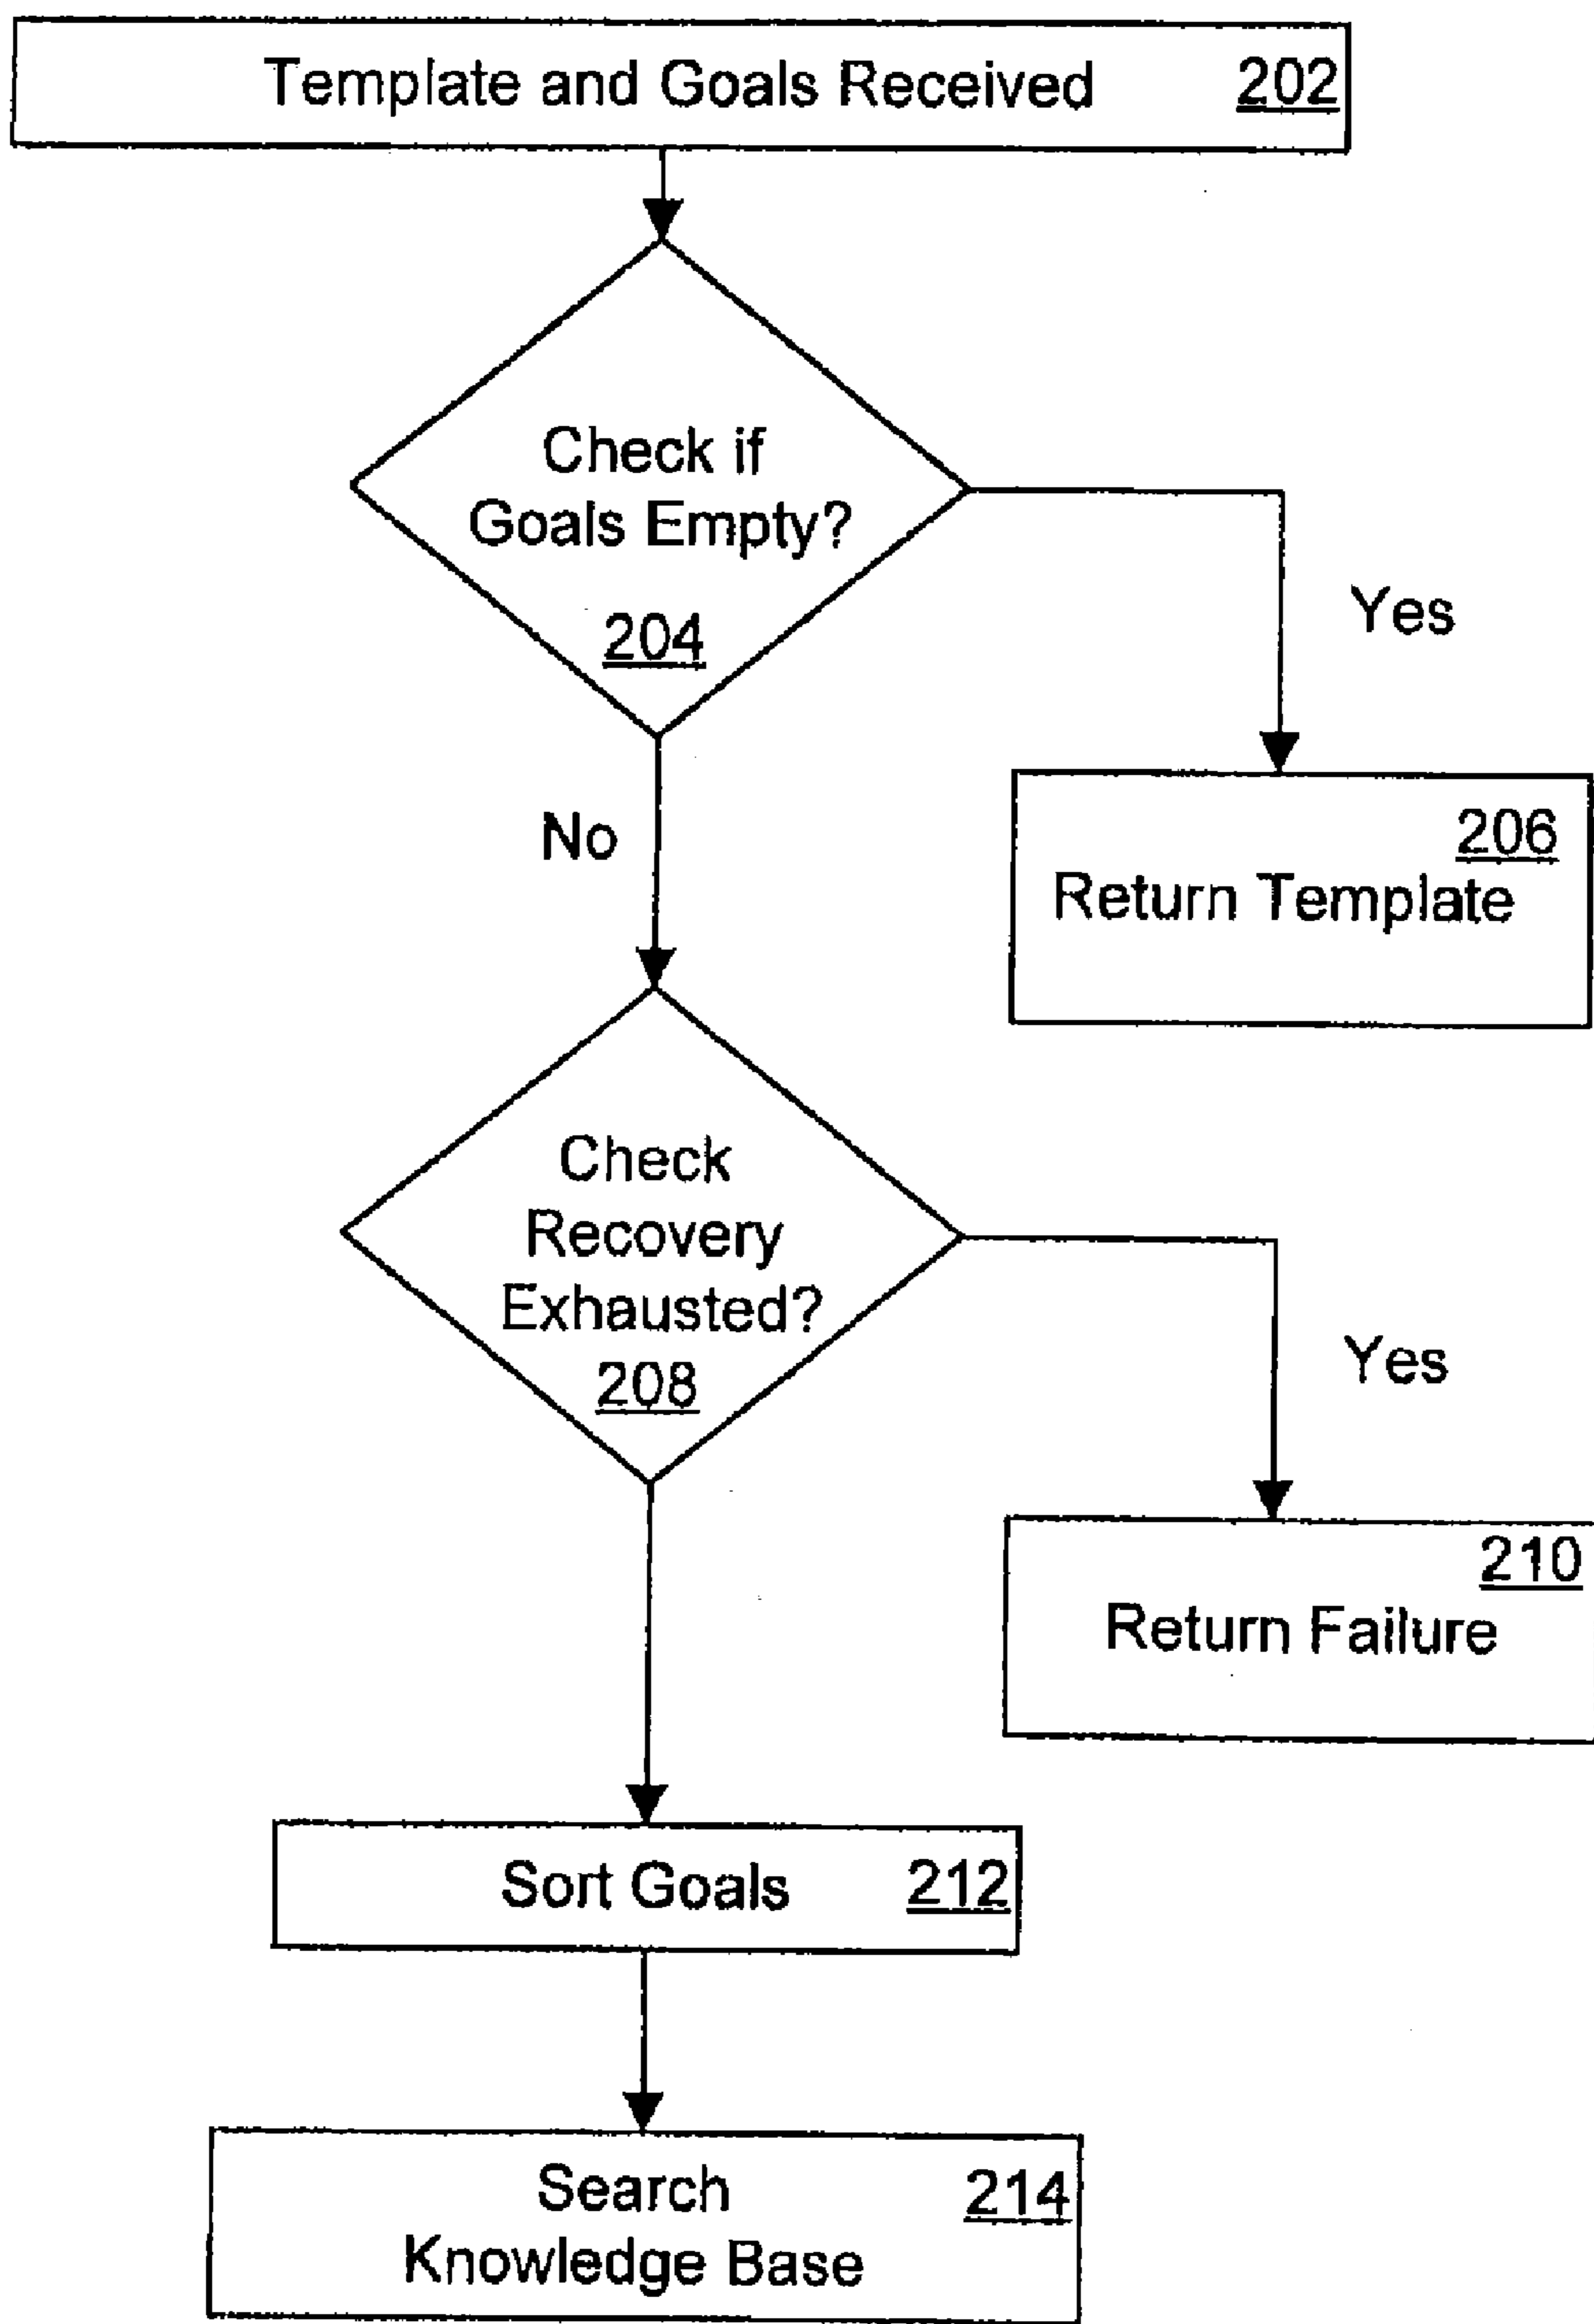 Template and Goals Received 202
Check if
Goals Empty?
204
Yes
No
206
Return Template
Check
Recovery
Exhausted?
208
Yes
210
Return Failure
Sort Goals 212
Search 214
Knowledge Base